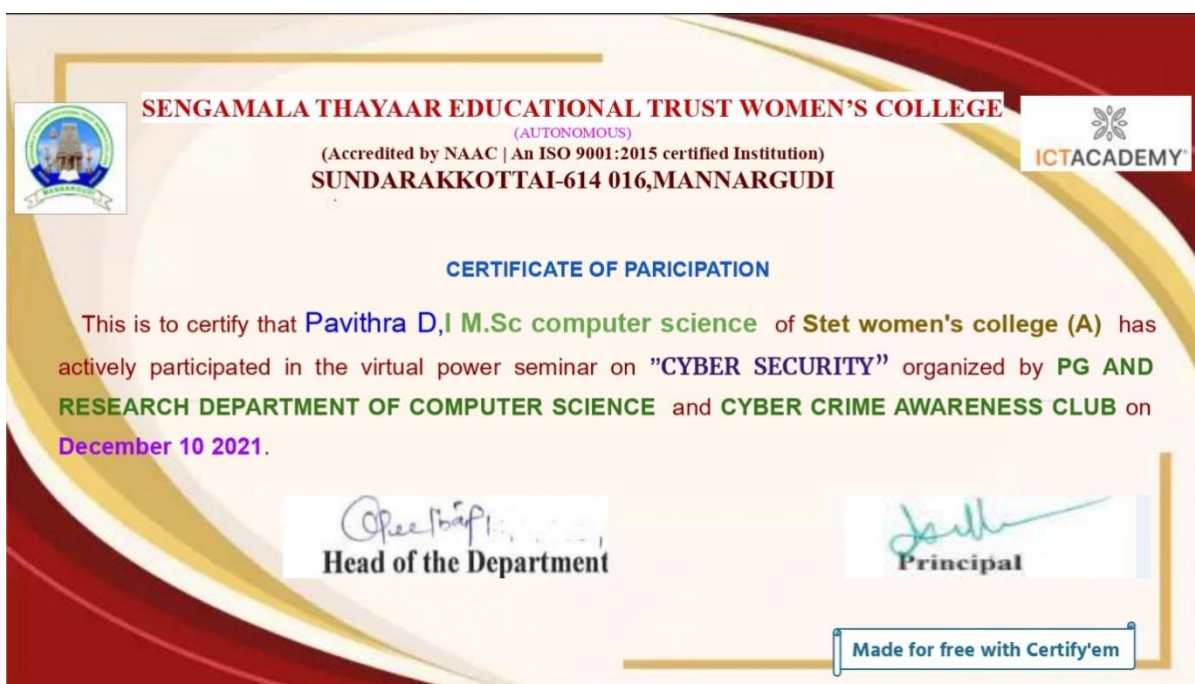 SENGAMALA THAYAAR EDUCATIONAL TRUST WOMEN’S COLLEGE
(AUTONOMOUS)
(Accredited by NAAC | An ISO 9001:2015 certified Institution)
SUNDARAKKOTTAI-614 016,MANNARGUDI
MANNARGUDI
ICTACADEMY
CERTIFICATE OF PARICIPATION
This is to certify that Pavithra D,I M.Sc computer science of Stet women's college (A) has
actively participated in the virtual power seminar on ”CYBER SECURITY” organized by PG AND
RESEARCH DEPARTMENT OF COMPUTER SCIENCE and CYBER CRIME AWARENESS CLUB on
December 10 2021.
Head of the Department
Principal
Made for free with Certify'em